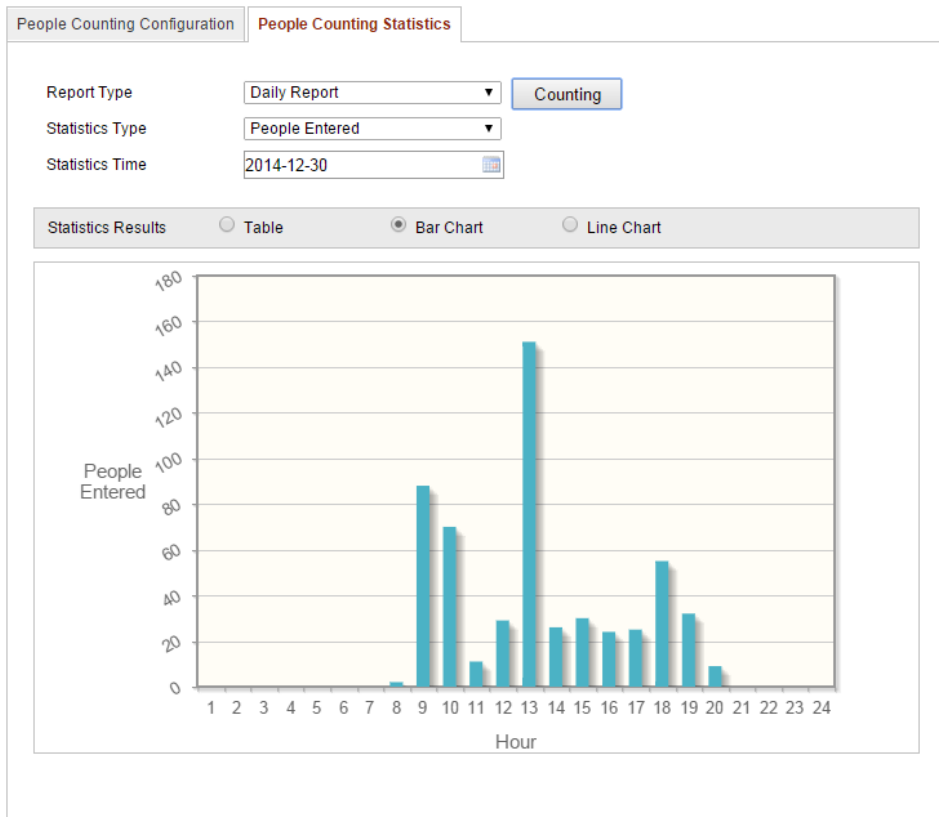 People Counting Configuration People Counting Statistics
Report Type Daily Report Counting
Statistics Type People Entered
Statistics Time 2014-12-30
Statistics Results Table Bar Chart Line Chart
180
160
140
120
100
People
Entered
80
60
40
20
0
1 2 3 4 5 6 7 8 9 10 11 12 13 14 15 16 17 18 19 20 21 22 23 24
Hour